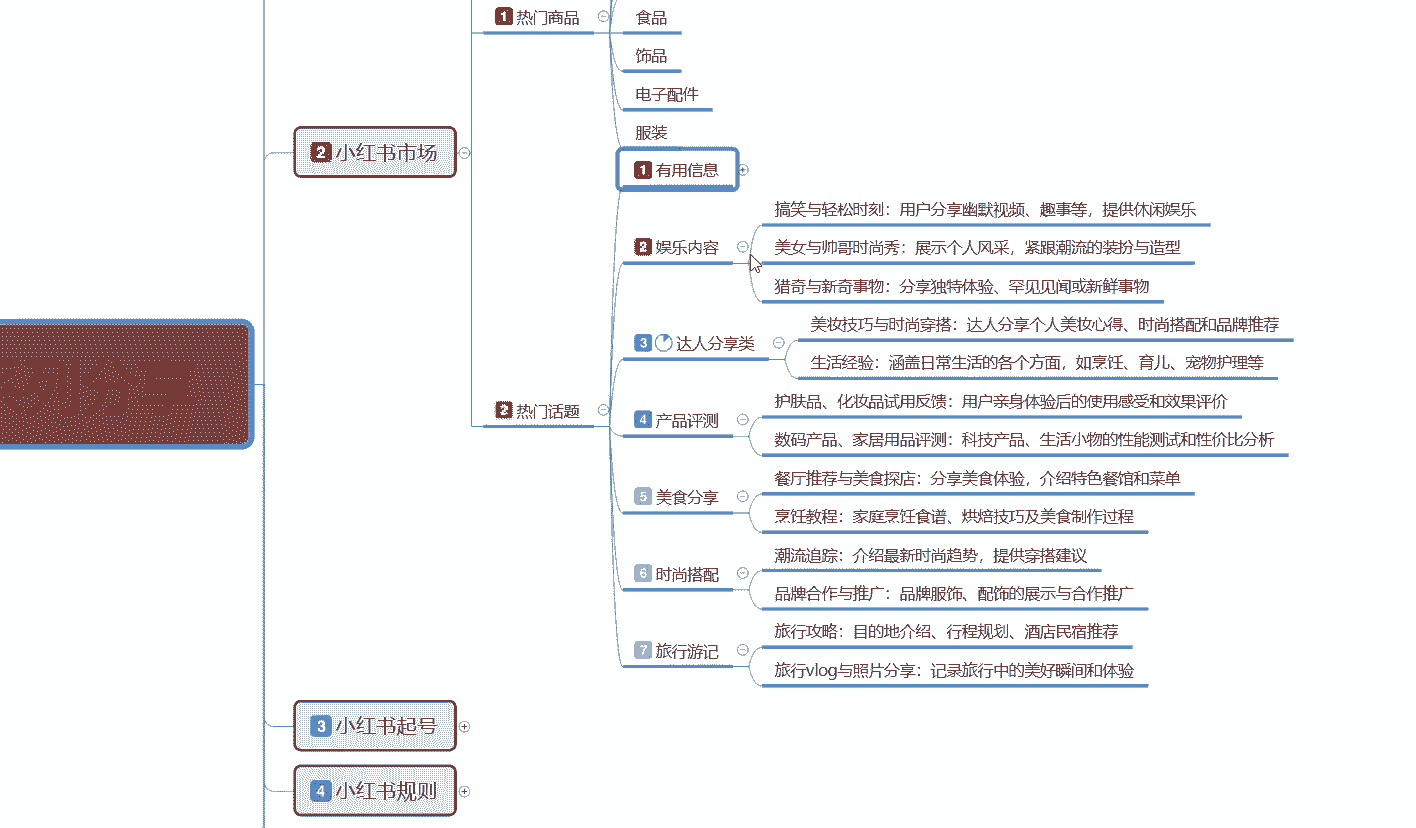 1 热门商品
食品
饰品
电子配件
服装
2 小红书市场
1 有用信息
搞笑与轻松时刻：用户分享幽默视频、趣事等，提供休闲娱乐
2 娱乐内容
美女与帅哥时尚秀：展示个人风采，紧跟潮流的装扮与造型
猎奇与新奇事物：分享独特体验、罕见见闻或新鲜事物
美妆技巧与时尚穿搭：达人分享个人美妆心得、时尚搭配和品牌推荐
3 达人分享类
生活经验：涵盖日常生活的各个方面，如烹饪、育儿、宠物护理等
2 热门话题
护肤品、化妆品试用反馈：用户亲身体验后的使用感受和效果评价
4 产品评测
数码产品、家居用品评测：科技产品、生活小物的性能测试和性价比分析
餐厅推荐与美食探店：分享美食体验，介绍特色餐馆和菜单
5 美食分享
烹饪教程：家庭烹饪食谱、烘焙技巧及美食制作过程
潮流追踪：介绍最新时尚趋势，提供穿搭建议
6 时尚搭配
品牌合作与推广：品牌服饰、配饰的展示与合作推广
旅行攻略：目的地介绍、行程规划、酒店民宿推荐
7 旅行游记
旅行vlog与照片分享：记录旅行中的美好瞬间和体验
3 小红书起号
4 小红书规则